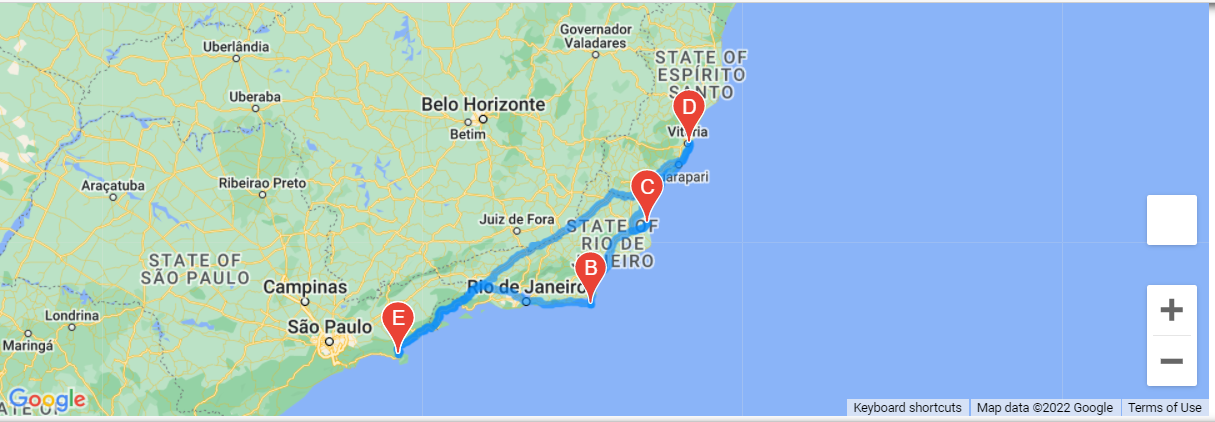 Governador
Valadares
Uberlândia
STATE OF
ESPÍRITO
SANTO
Uberaba
Belo Horizonte
Betim
D
Vitória
Araçatuba
Ribeirao Preto
C
arapari
Juiz de Fora
STATE OF
RIO DE
JANEIRO
STATE OF
SÃO PAULO
B
Campinas
Rio de Janeiro
Londrina
São Paulo
E
Maringá
Google
Keyboard shortcuts
Map data ©2022 Google
Terms of Use